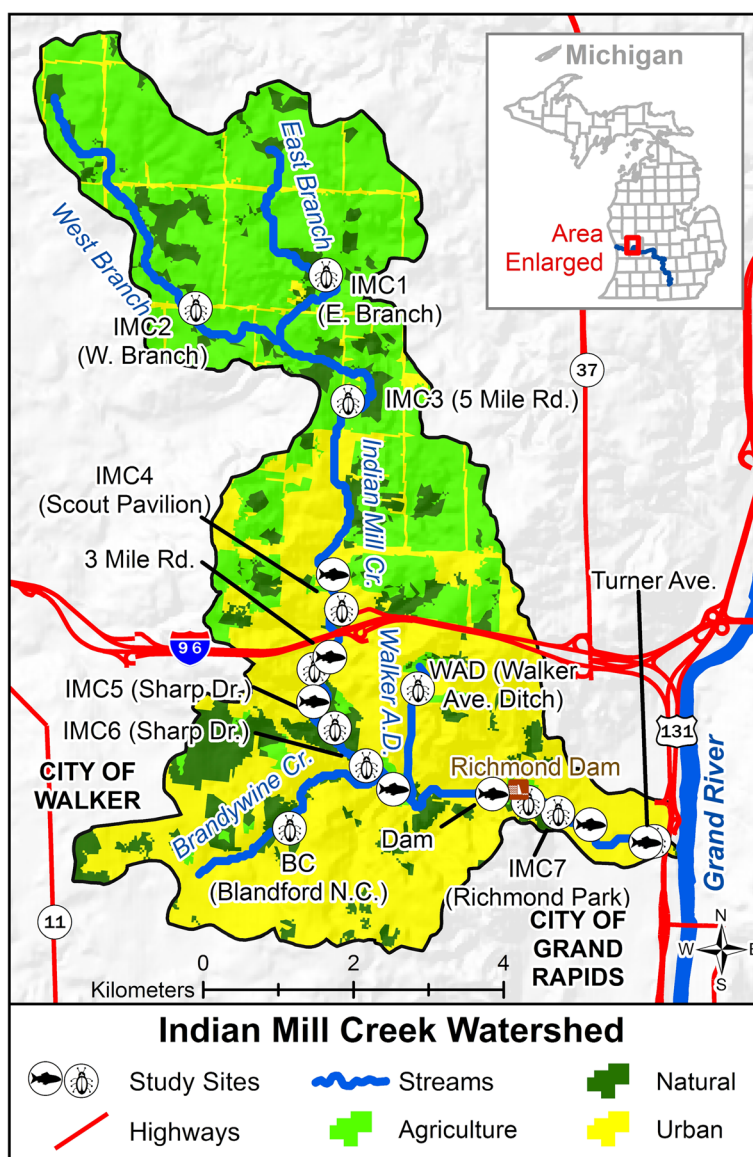 Michigan
Area
Enlarged
East Branch
West Branch
IMC1
(E. Branch)
IMC2
(W. Branch)
37
IMC3 (5 Mile Rd.)
IMC4
(Scout Pavilion)
Indian Mill Cr.
3 Mile Rd.
Turner Ave.
96
Walker A.D.
WAD (Walker
Ave. Ditch)
IMC5 (Sharp Dr.)
IMC6 (Sharp Dr.)
131
CITY OF
WALKER
Richmond Dam
Grand River
Brandywine Cr.
Dam
BC
(Blandford N.C.)
IMC7
(Richmond Park)
11
CITY OF
GRAND
RAPIDS
N
W E
S
0 2 4
Kilometers
Indian Mill Creek Watershed
Study Sites Streams Natural
Highways Agriculture Urban